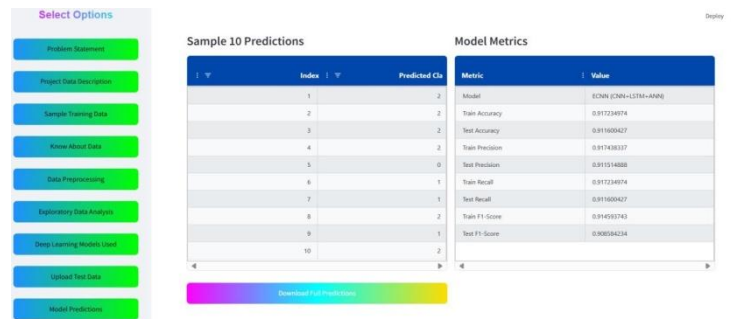 Select Options
Deploy
Problem Statement
Project Data Description
Sample Training Data
Know About Data
Data Preprocessing
Exploratory Data Analysis
Deep Learning Models Used
Upload Test Data
Model Predictions
Sample 10 Predictions
Index Predicted Cla
1 2
2 2
3 2
4 2
5 0
6 1
7 1
8 2
9 1
10 2
Download Full Predictions
Model Metrics
Metric Value
Model ECNN (CNN+LSTM+ANN)
Train Accuracy 0.917234974
Test Accuracy 0.911600427
Train Precision 0.917438337
Test Precision 0.911514888
Train Recall 0.917234974
Test Recall 0.911600427
Train F1-Score 0.914593743
Test F1-Score 0.908584234